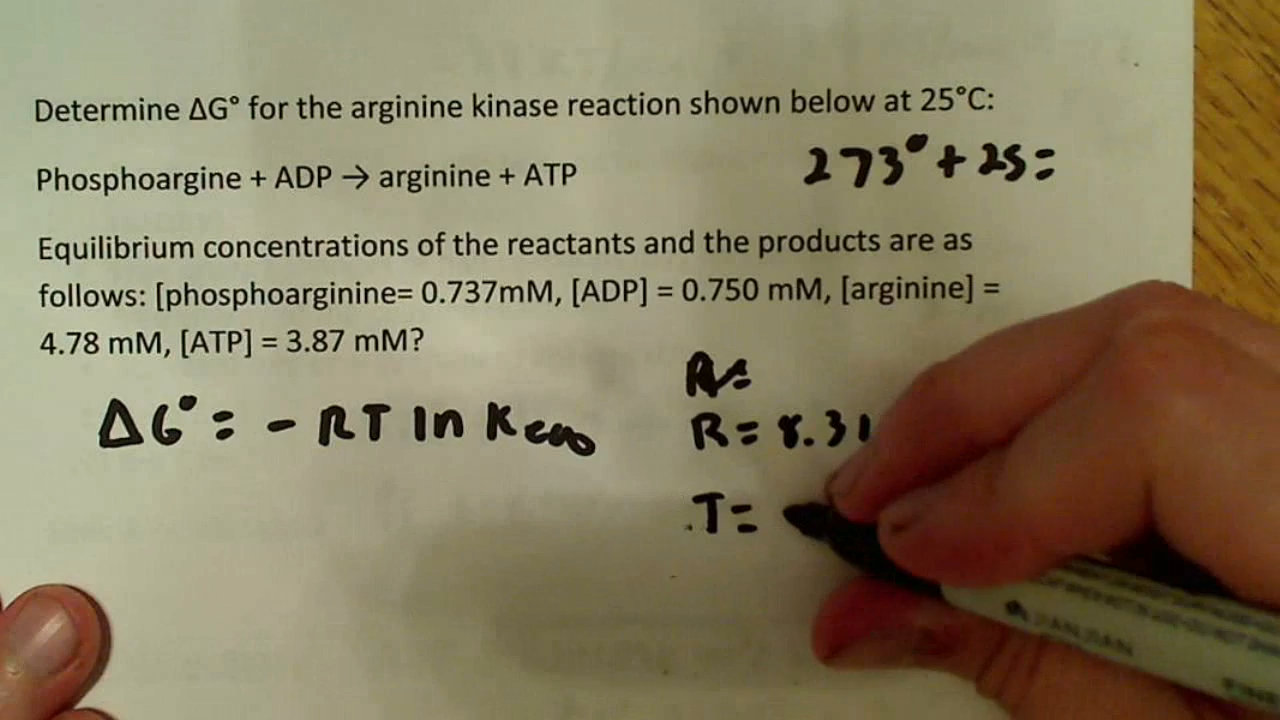 Determine ΔG° for the arginine kinase reaction shown below at 25°C:
273° + 25 =
Phosphoargine + ADP → arginine + ATP
Equilibrium concentrations of the reactants and the products are as
follows: [phosphoarginine= 0.737mM, [ADP] = 0.750 mM, [arginine] =
4.78 mM, [ATP] = 3.87 mM?
ΔG° = - RT ln Keq
R = 8.31
T =
JIANJIAN